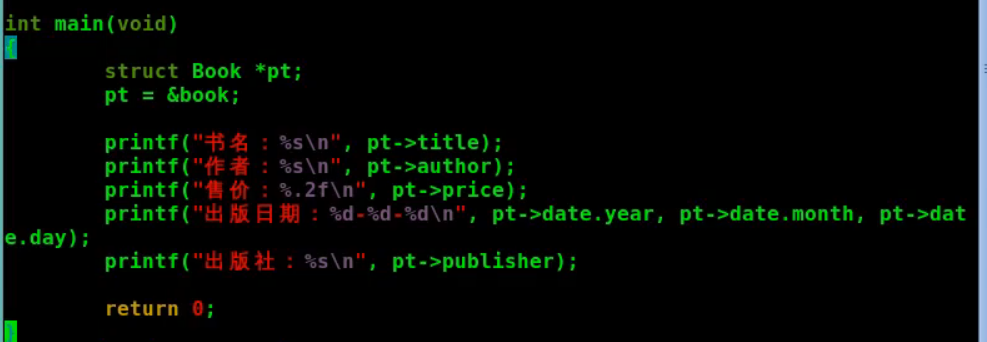 int main(void)
{
        struct Book *pt;
        pt = &book;

        printf("书名：%s\n", pt->title);
        printf("作者：%s\n", pt->author);
        printf("售价：%.2f\n", pt->price);
        printf("出版日期：%d-%d-%d\n", pt->date.year, pt->date.month, pt->dat
e.day);
        printf("出版社：%s\n", pt->publisher);

        return 0;
}